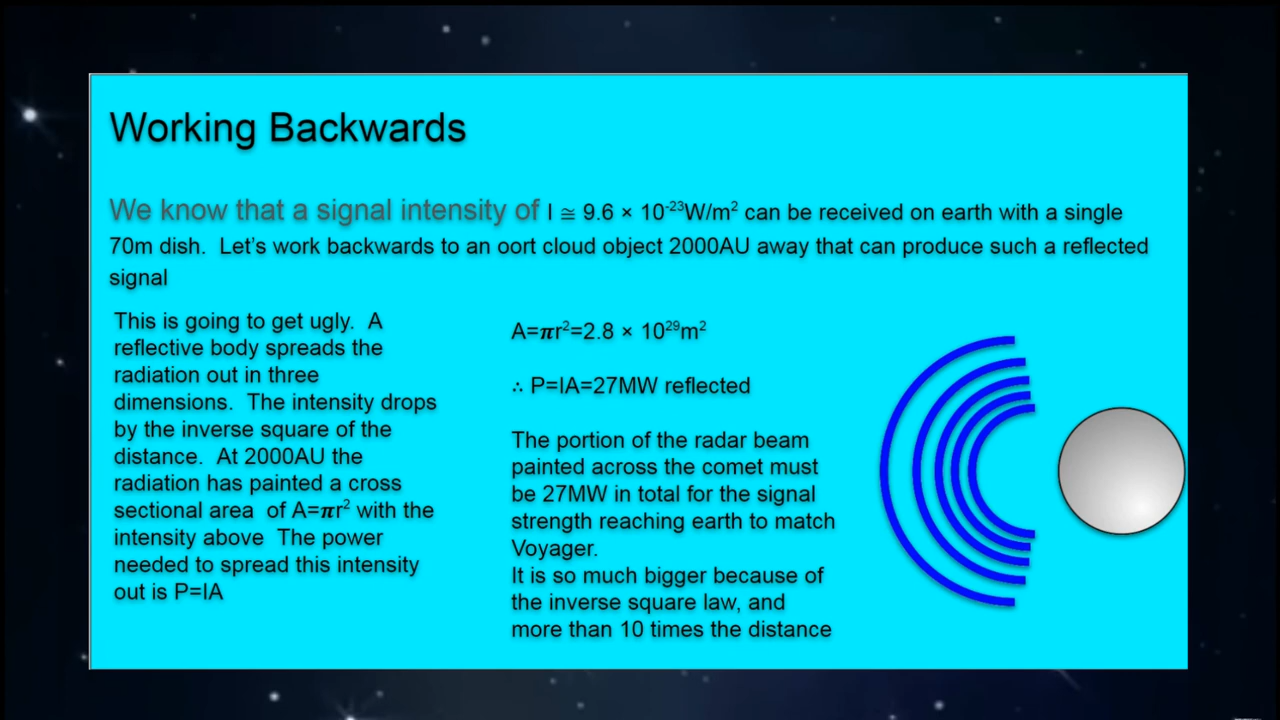 Working Backwards
We know that a signal intensity of I ≅ 9.6 × 10⁻²³W/m² can be received on earth with a single
70m dish. Let's work backwards to an oort cloud object 2000AU away that can produce such a reflected
signal
This is going to get ugly. A
reflective body spreads the
radiation out in three
dimensions. The intensity drops
by the inverse square of the
distance. At 2000AU the
radiation has painted a cross
sectional area of A=πr² with the
intensity above The power
needed to spread this intensity
out is P=IA
A=πr²=2.8 × 10²⁹m²
∴ P=IA=27MW reflected
The portion of the radar beam
painted across the comet must
be 27MW in total for the signal
strength reaching earth to match
Voyager.
It is so much bigger because of
the inverse square law, and
more than 10 times the distance